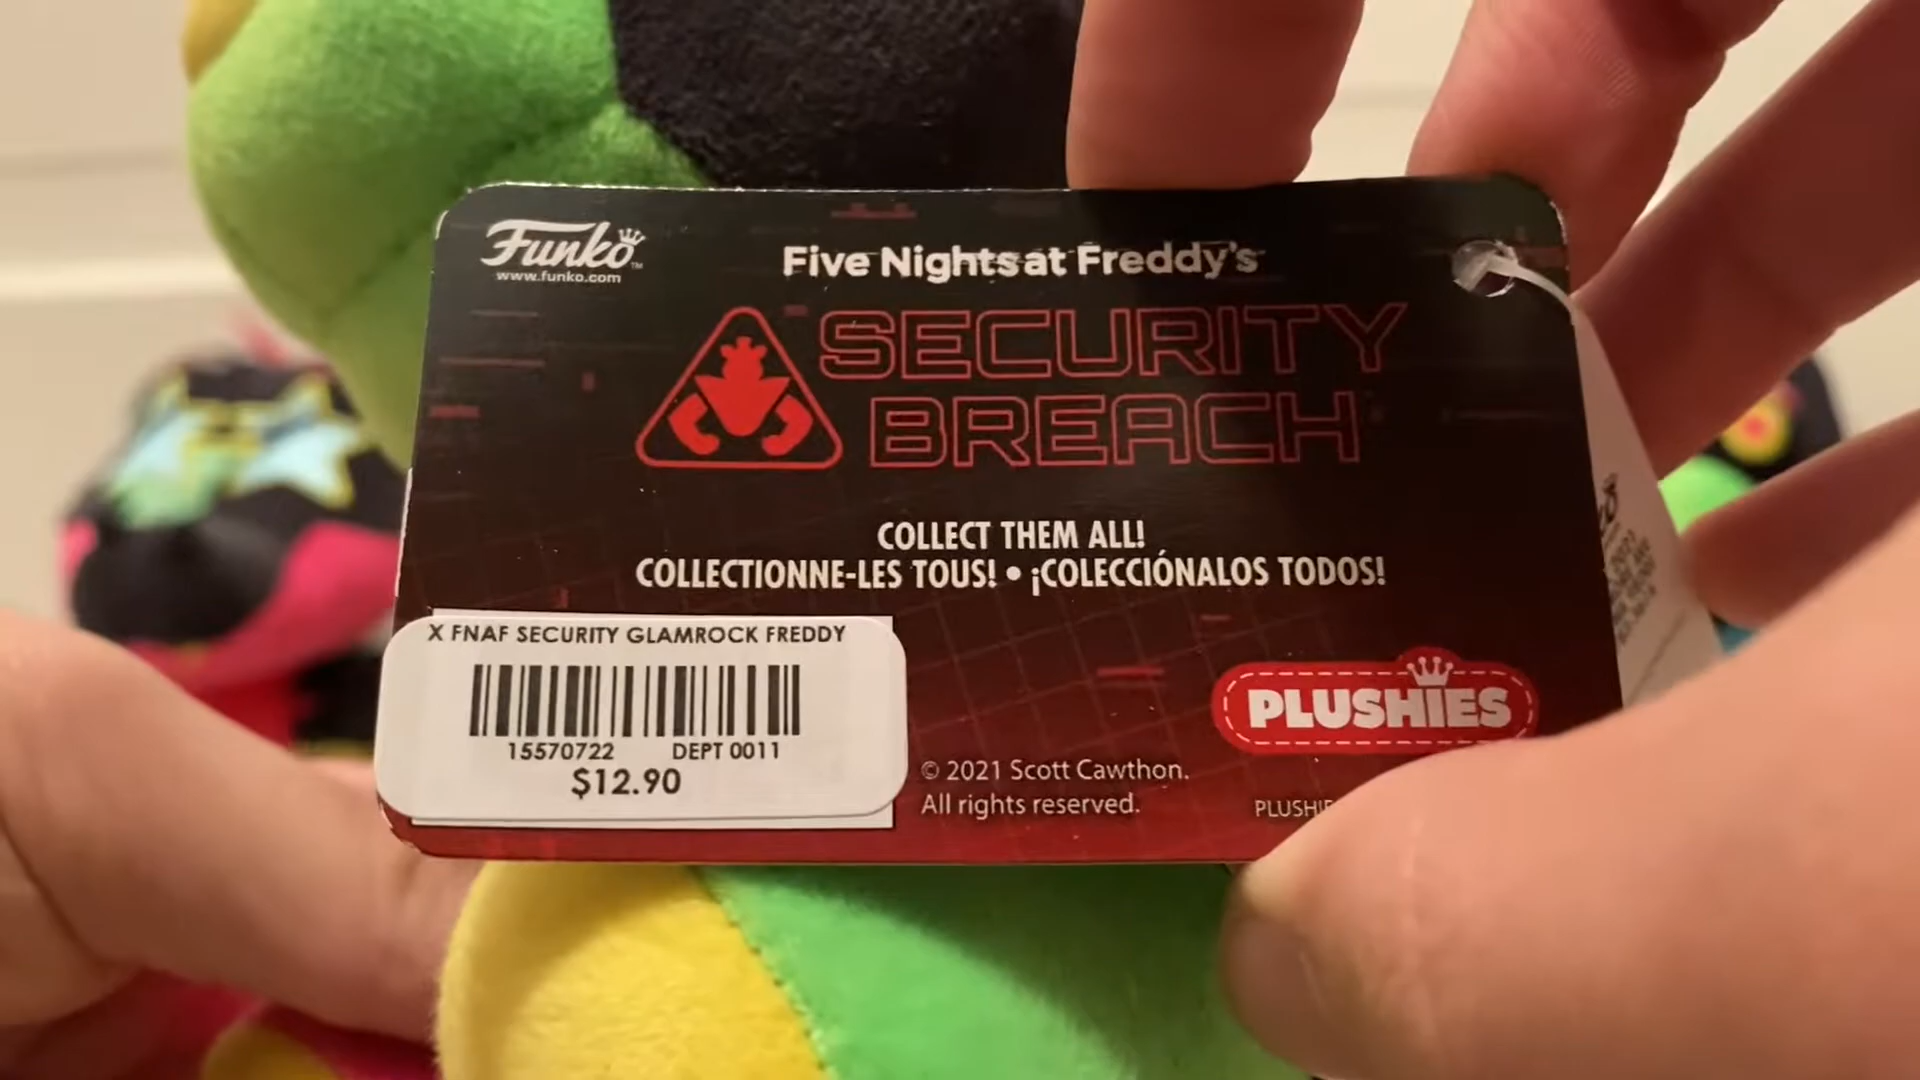 Funko™
www.funko.com
Five Nights at Freddy's
SECURITY
BREACH
COLLECT THEM ALL!
COLLECTIONNE-LES TOUS! • ¡COLECCIÓNALOS TODOS!
X FNAF SECURITY GLAMROCK FREDDY
15570722 DEPT 0011
$12.90
PLUSHIES
© 2021 Scott Cawthon.
All rights reserved.